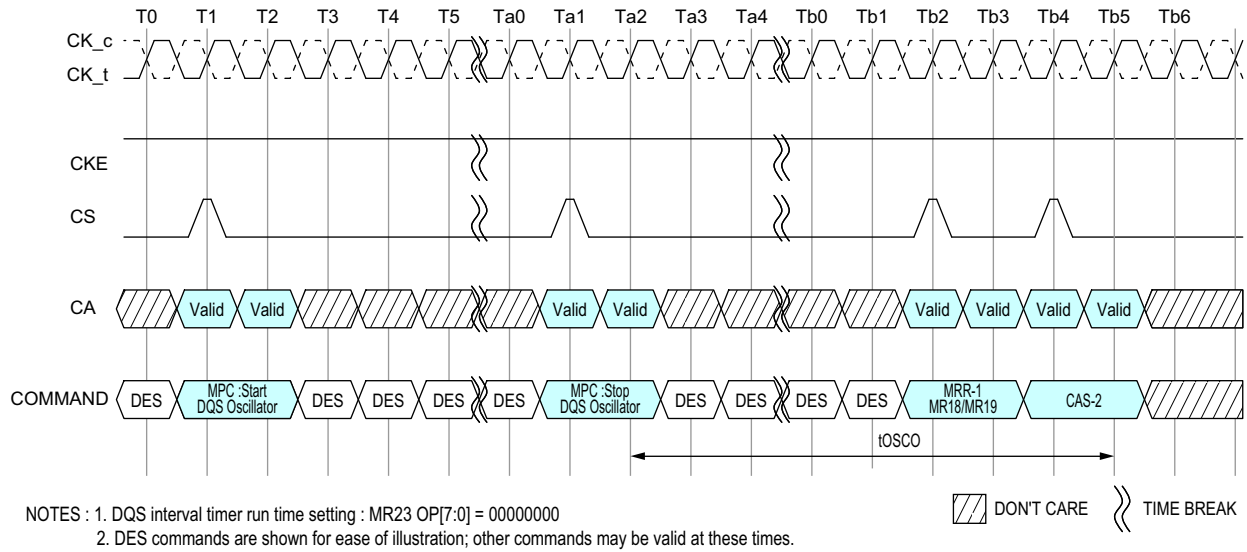 T0 T1 T2 T3 T4 T5 Ta0 Ta1 Ta2 Ta3 Ta4 Tb0 Tb1 Tb2 Tb3 Tb4 Tb5 Tb6
CK_c
CK_t
CKE
CS
CA Valid Valid Valid Valid Valid Valid Valid Valid
COMMAND DES MPC :Start DES DES DES DES MPC :Stop DES DES DES DES MRR-1 CAS-2
DQS Oscillator DQS Oscillator MR18/MR19
tOSCO
NOTES : 1. DQS interval timer run time setting : MR23 OP[7:0] = 00000000
2. DES commands are shown for ease of illustration; other commands may be valid at these times.
DON'T CARE TIME BREAK